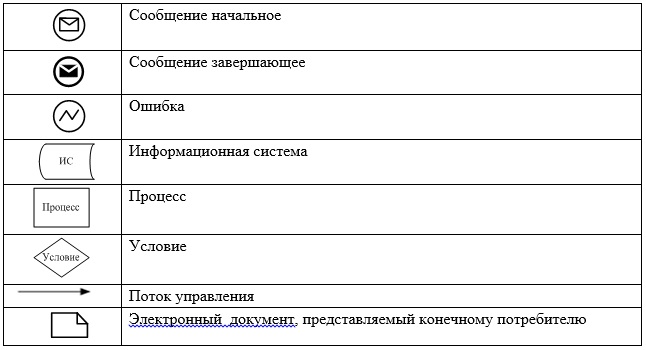 Сообщение начальное
Сообщение завершающее
Ошибка
ИС
Информационная система
Процесс
Процесс
Условие
Условие
Поток управления
Электронный документ, представляемый конечному потребителю